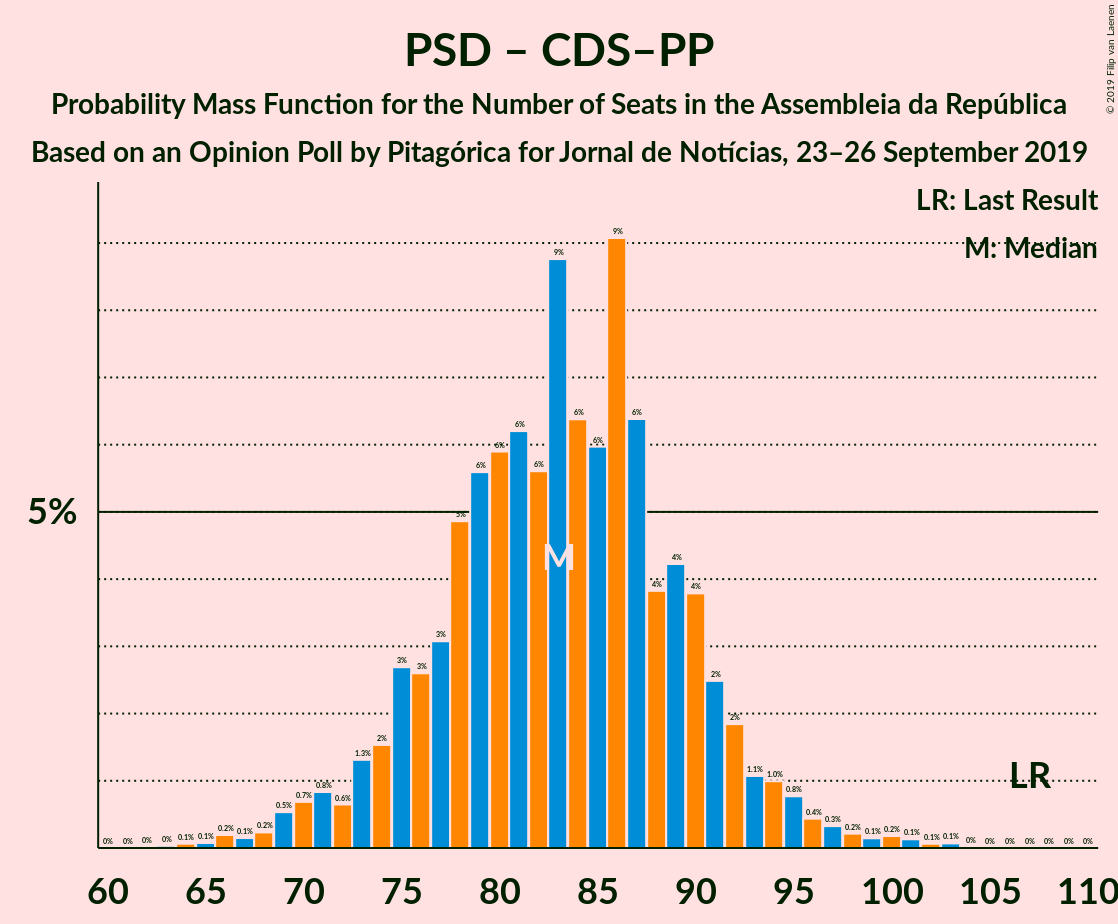 PSD – CDS–PP
Probability Mass Function for the Number of Seats in the Assembleia da República
Based on an Opinion Poll by Pitagórica for Jornal de Notícias, 23–26 September 2019
© 2019 Filip van Laenen
LR: Last Result
M: Median
5%
0% 0% 0% 0% 0.1% 0.1% 0.2% 0.1% 0.2% 0.5% 0.7% 0.8% 0.6% 1.3% 2% 3% 3% 3% 5% 6% 6% 6% 6% 9% 6% 6% 9% 6% 4% 4% 4% 2% 2% 1.1% 1.0% 0.8% 0.4% 0.3% 0.2% 0.1% 0.2% 0.1% 0.1% 0.1% 0% 0% 0% 0% 0% 0% 0%
M
LR
60 65 70 75 80 85 90 95 100 105 110